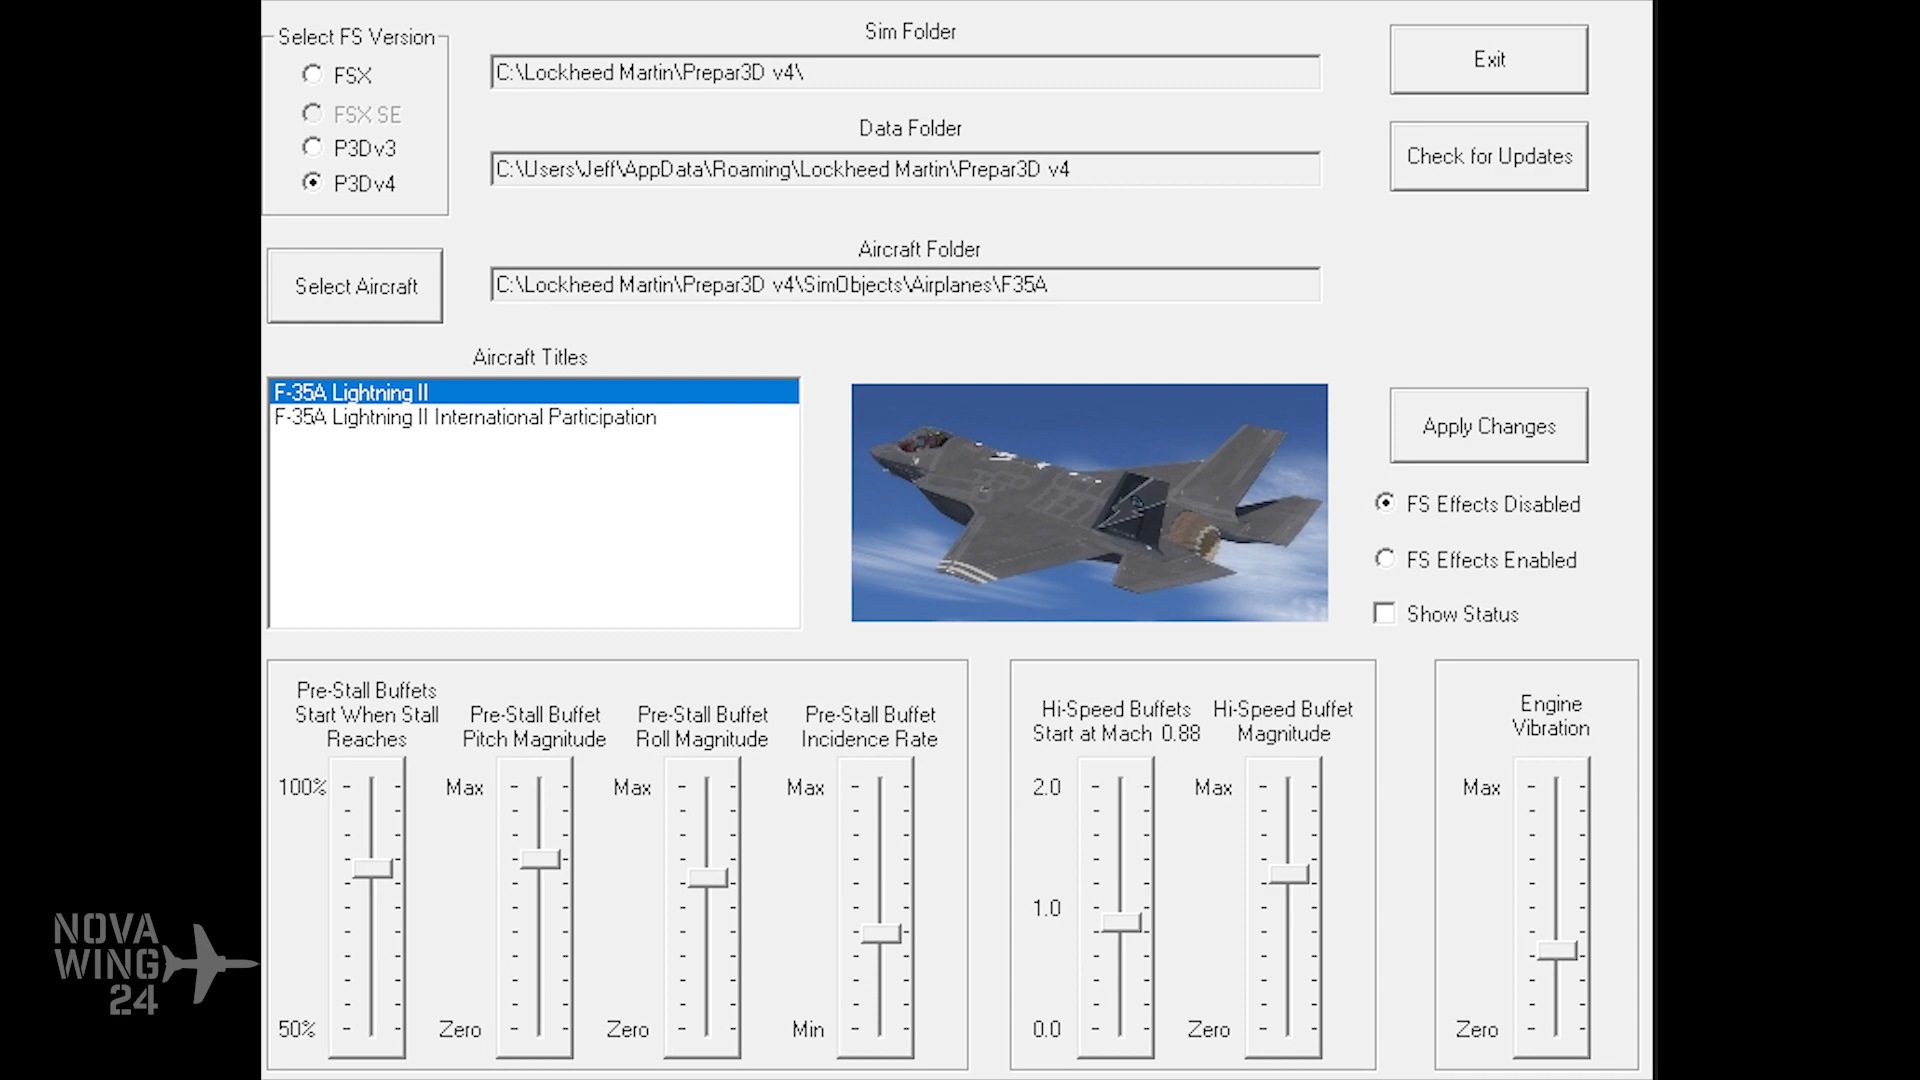 Select FS Version
FSX
FSX SE
P3Dv3
P3Dv4
Sim Folder
C:\Lockheed Martin\Prepar3D v4\
Data Folder
C:\Users\Jeff\AppData\Roaming\Lockheed Martin\Prepar3D v4
Exit
Check for Updates
Select Aircraft
Aircraft Folder
C:\Lockheed Martin\Prepar3D v4\SimObjects\Airplanes\F35A
Aircraft Titles
F-35A Lightning II
F-35A Lightning II International Participation
Apply Changes
FS Effects Disabled
FS Effects Enabled
Show Status
Pre-Stall Buffets
Start When Stall
Reaches
100%
50%
Pre-Stall Buffet
Pitch Magnitude
Max
Zero
Pre-Stall Buffet
Roll Magnitude
Max
Zero
Pre-Stall Buffet
Incidence Rate
Max
Min
Hi-Speed Buffets
Start at Mach 0.88
2.0
1.0
0.0
Hi-Speed Buffet
Magnitude
Max
Zero
Engine
Vibration
Max
Zero
NOVA
WING
24